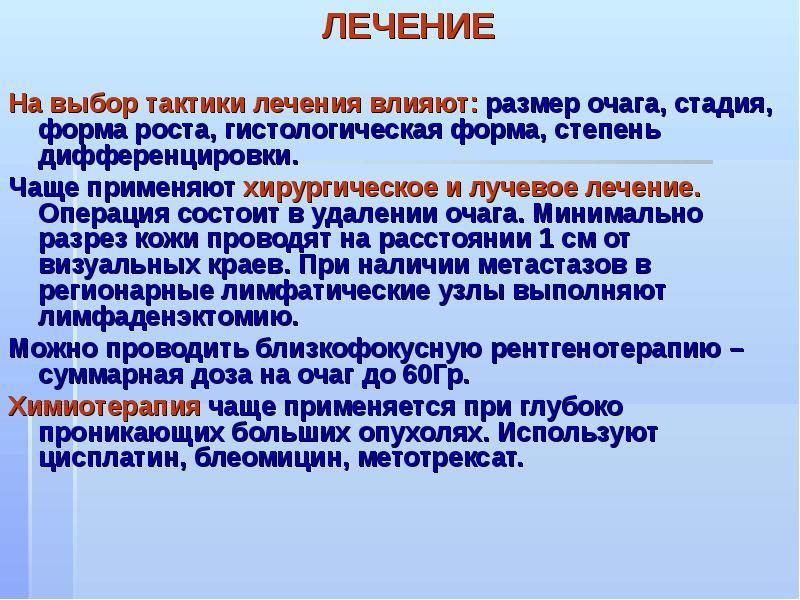 ЛЕЧЕНИЕ
На выбор тактики лечения влияют: размер очага, стадия,
форма роста, гистологическая форма, степень
дифференцировки.
Чаще применяют хирургическое и лучевое лечение.
Операция состоит в удалении очага. Минимально
разрез кожи проводят на расстоянии 1 см от
визуальных краев. При наличии метастазов в
регионарные лимфатические узлы выполняют
лимфаденэктомию.
Можно проводить близкофокусную рентгенотерапию –
суммарная доза на очаг до 60Гр.
Химиотерапия чаще применяется при глубоко
проникающих больших опухолях. Используют
цисплатин, блеомицин, метотрексат.